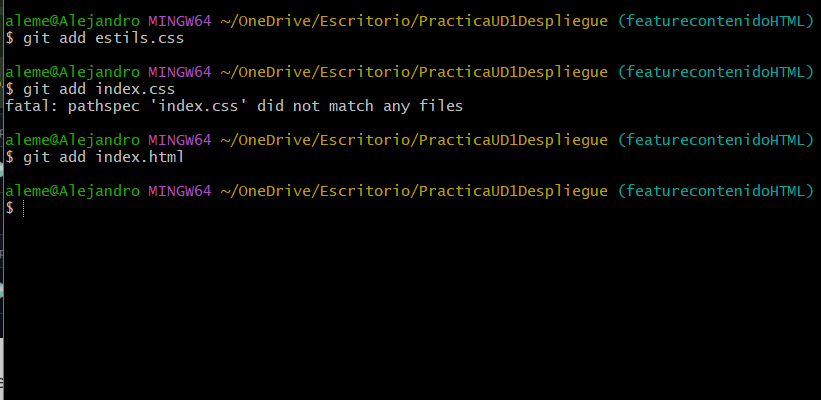 aleme@Alejandro MINGW64 ~/OneDrive/Escritorio/PracticaUD1Despliegue (featurecontenidoHTML)
$ git add estils.css
aleme@Alejandro MINGW64 ~/OneDrive/Escritorio/PracticaUD1Despliegue (featurecontenidoHTML)
$ git add index.css
fatal: pathspec 'index.css' did not match any files
aleme@Alejandro MINGW64 ~/OneDrive/Escritorio/PracticaUD1Despliegue (featurecontenidoHTML)
$ git add index.html
aleme@Alejandro MINGW64 ~/OneDrive/Escritorio/PracticaUD1Despliegue (featurecontenidoHTML)
$